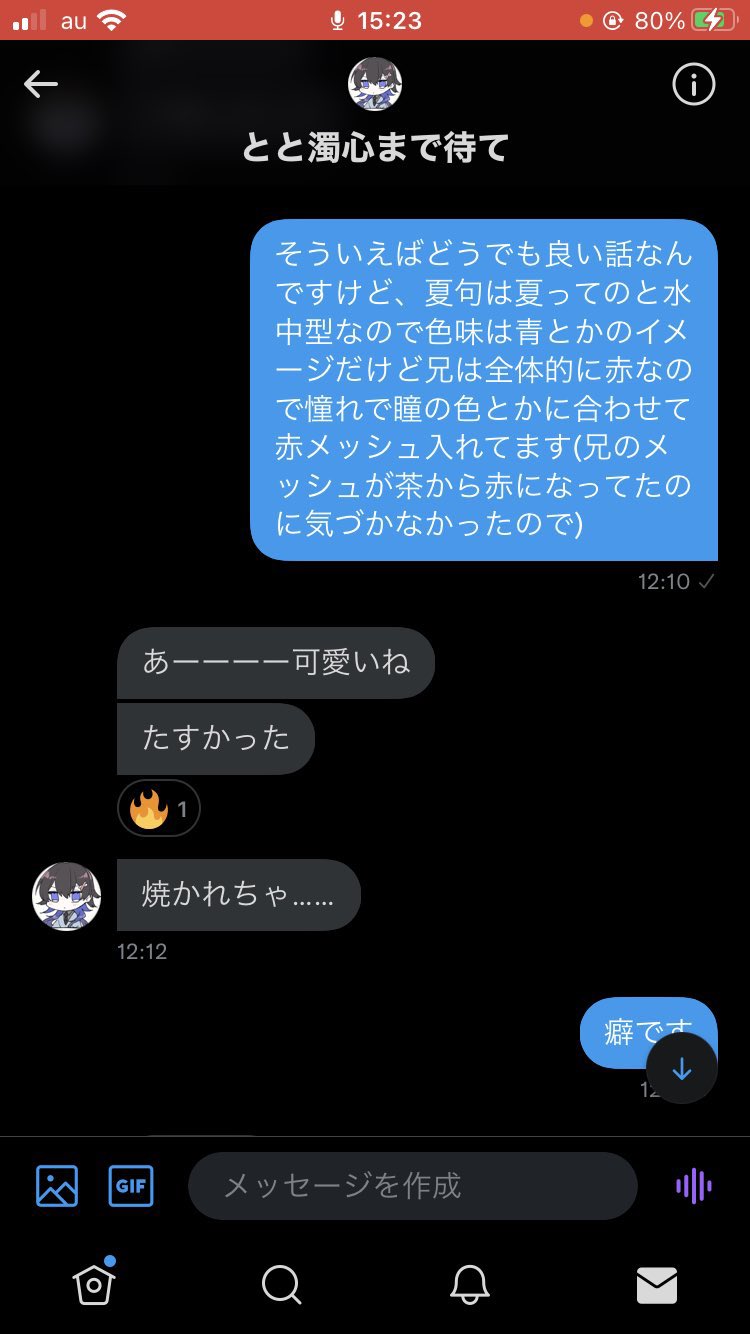 au 15:23 80%
とと濁心まで待て
そういえばどうでも良い話なん
ですけど、夏句は夏ってのと水
中型なので色味は青とかのイメ
ージだけど兄は全体的に赤なの
で憧れで瞳の色とかに合わせて
赤メッシュ入れてます(兄のメ
ッシュが茶から赤になってたの
に気づかなかったので)
12:10
あーーーー可愛いね
たすかった
1
焼かれちゃ……
12:12
癖です
GIF
メッセージを作成